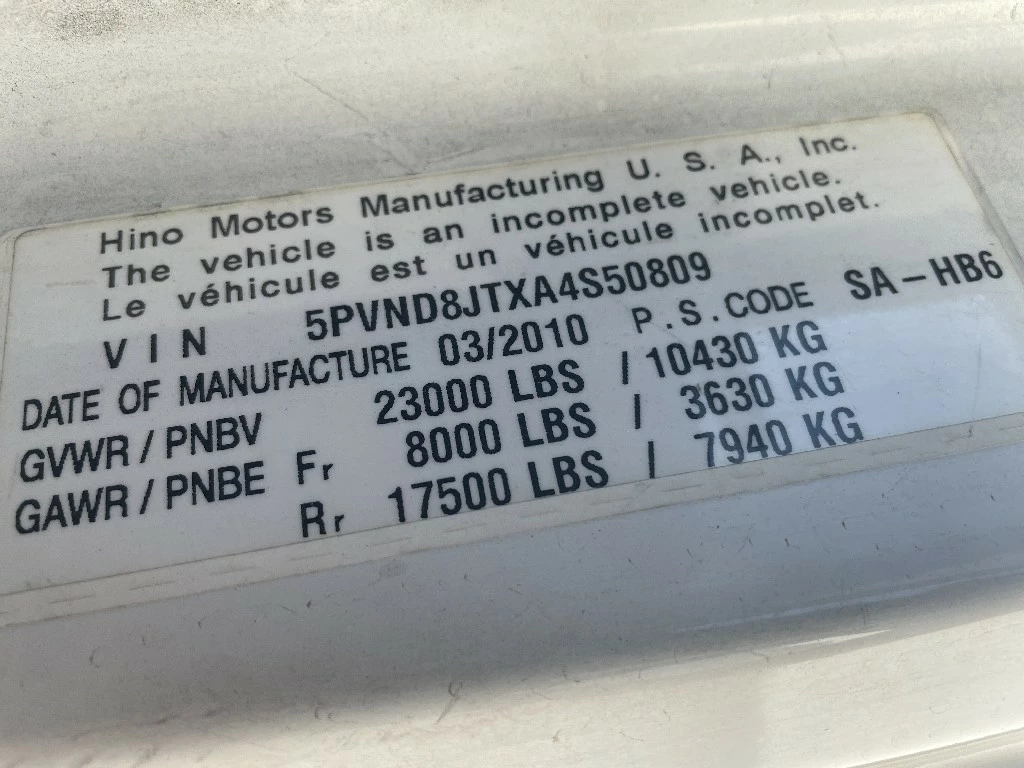 Hino Motors Manufacturing U. S. A., Inc.
The vehicle is an incomplete vehicle.
Le véhicule est un véhicule incomplet.
VIN 5PVND8JTXA4S50809
DATE OF MANUFACTURE 03/2010 P.S.CODE SA-HB6
GVWR / PNBV 23000 LBS / 10430 KG
GAWR / PNBE Fr 8000 LBS / 3630 KG
Rr 17500 LBS / 7940 KG